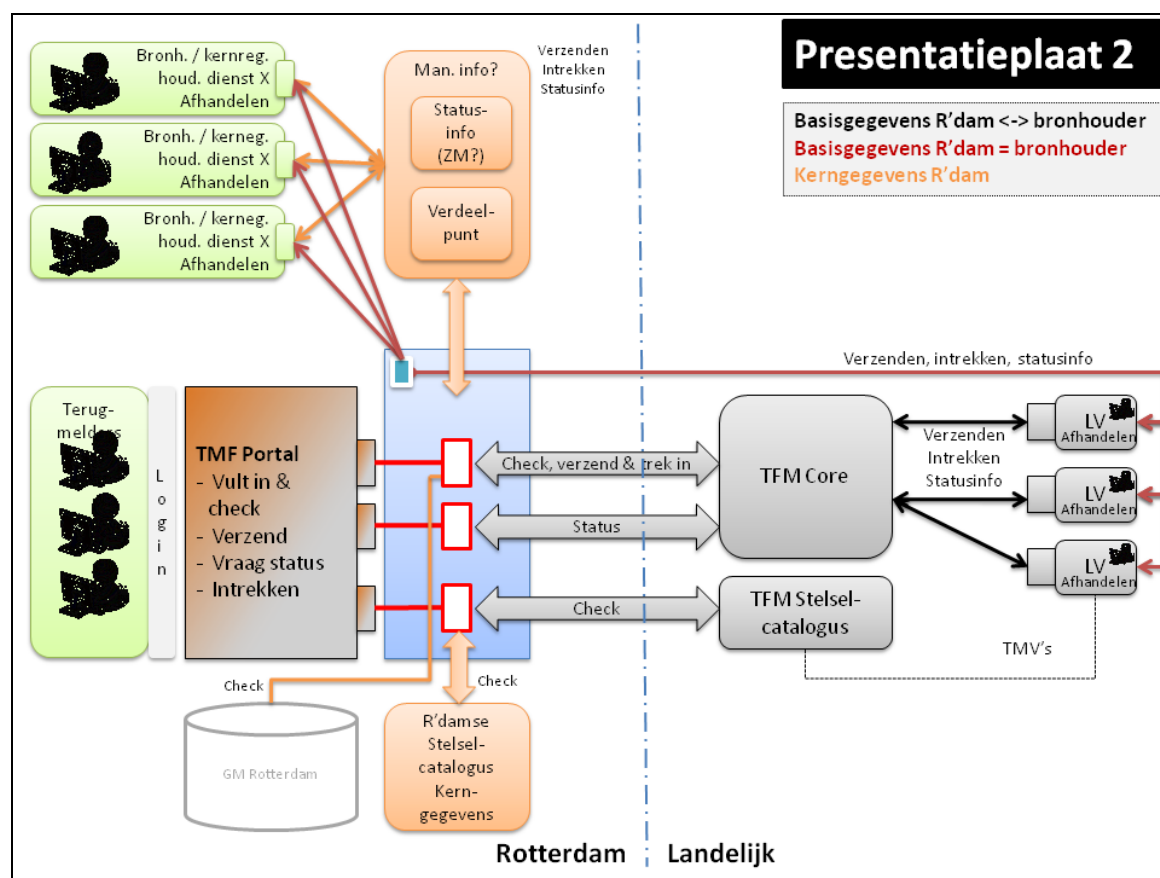 Presentatieplaat 2
Basisgegevens R'dam <-> bronhouder
Basisgegevens R'dam = bronhouder
Kerngegevens R'dam
Bronh. / kernreg.
houd. dienst X
Afhandelen
Bronh. / kerneg.
houd. dienst X
Afhandelen
Bronh. / kerneg.
houd. dienst X
Afhandelen
Man. info?
Status-
info
(ZM?)
Verdeel-
punt
Verzenden
Intrekken
Statusinfo
Verzenden, intrekken, statusinfo
Terug-
melders
L
o
g
i
n
TMF Portal
- Vult in &
check
- Verzend
- Vraag status
- Intrekken
Check, verzend & trek in
Status
Check
TFM Core
TFM Stelsel-
catalogus
Verzenden
Intrekken
Statusinfo
LV
Afhandelen
LV
Afhandelen
LV
Afhandelen
TMV's
Check
Check
GM Rotterdam
R'damse
Stelsel-
catalogus
Kern-
gegevens
Rotterdam
Landelijk